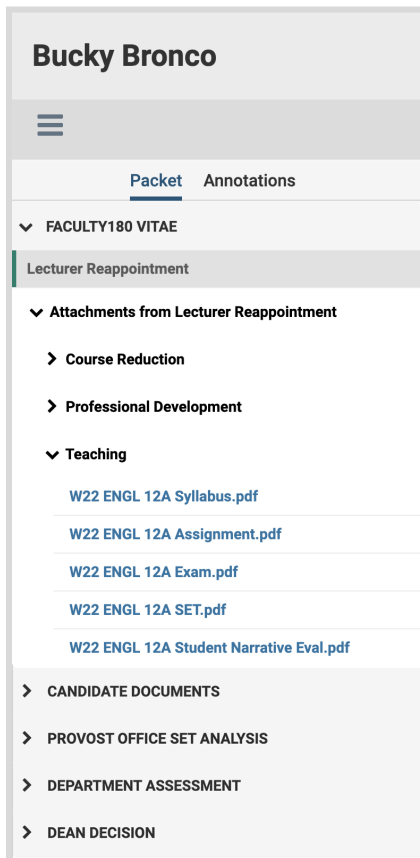 Bucky Bronco
Packet Annotations
FACULTY180 VITAE
Lecturer Reappointment
Attachments from Lecturer Reappointment
Course Reduction
Professional Development
Teaching
W22 ENGL 12A Syllabus.pdf
W22 ENGL 12A Assignment.pdf
W22 ENGL 12A Exam.pdf
W22 ENGL 12A SET.pdf
W22 ENGL 12A Student Narrative Eval.pdf
CANDIDATE DOCUMENTS
PROVOST OFFICE SET ANALYSIS
DEPARTMENT ASSESSMENT
DEAN DECISION